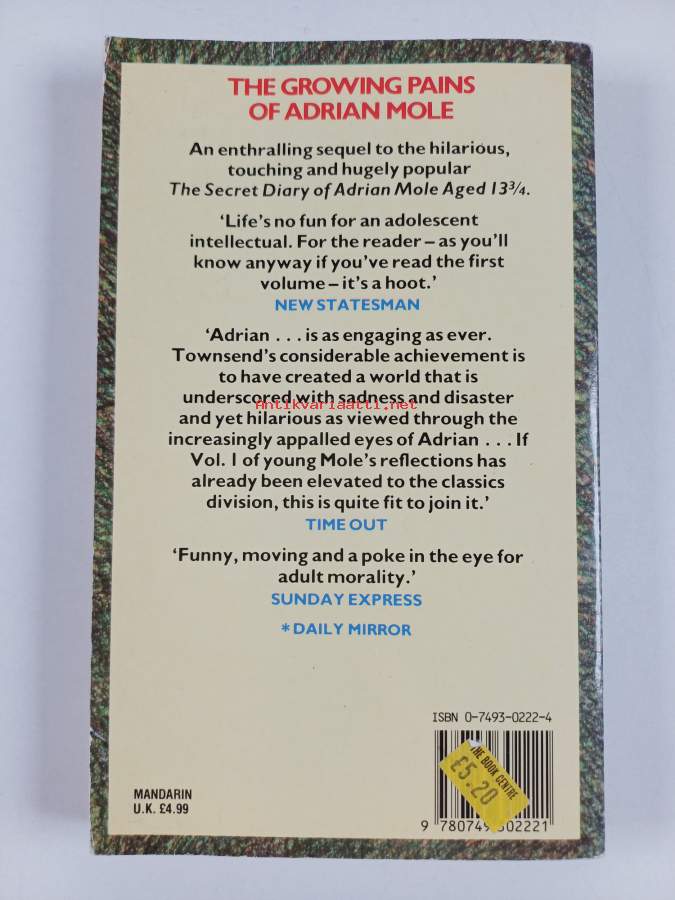 THE GROWING PAINS
OF ADRIAN MOLE
An enthralling sequel to the hilarious,
touching and hugely popular
The Secret Diary of Adrian Mole Aged 13¾.
‘Life’s no fun for an adolescent
intellectual. For the reader – as you’ll
know anyway if you’ve read the first
volume – it’s a hoot.’
NEW STATESMAN
‘Adrian . . . is as engaging as ever.
Townsend’s considerable achievement is
to have created a world that is
underscored with sadness and disaster
Antikvariaatti.net
and yet hilarious as viewed through the
increasingly appalled eyes of Adrian . . . If
Vol. 1 of young Mole’s reflections has
already been elevated to the classics
division, this is quite fit to join it.’
TIME OUT
‘Funny, moving and a poke in the eye for
adult morality.’
SUNDAY EXPRESS
*DAILY MIRROR
ISBN 0-7493-0222-4
THE BOOK CENTRE
£5.20
MANDARIN
U.K. £4.99
9 780749 302221